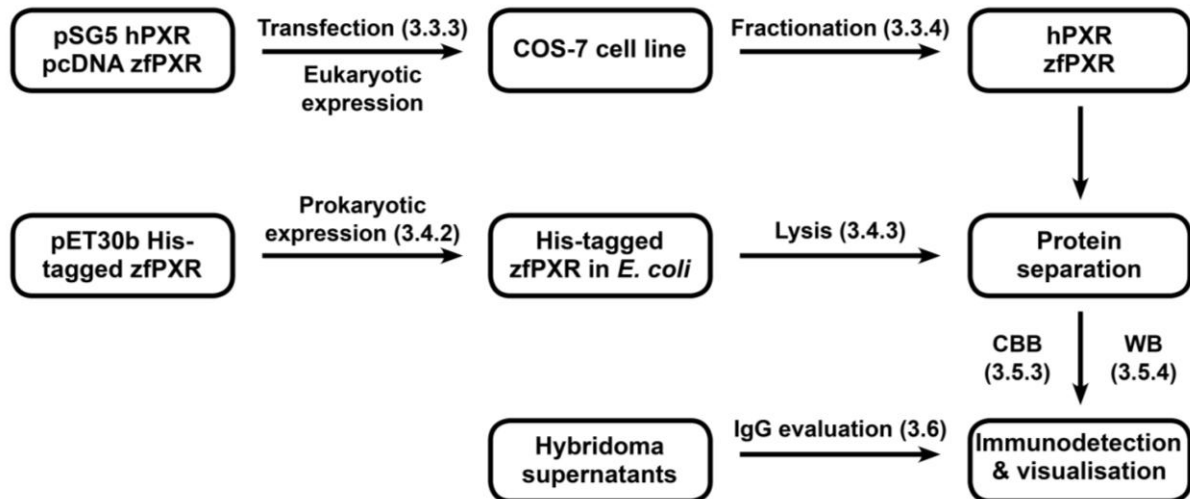 pSG5 hPXR
pcDNA zfPXR
Transfection (3.3.3)
Eukaryotic
expression
COS-7 cell line
Fractionation (3.3.4)
hPXR
zfPXR
pET30b His-
tagged zfPXR
Prokaryotic
expression (3.4.2)
His-tagged
zfPXR in E. coli
Lysis (3.4.3)
Protein
separation
CBB
(3.5.3)
WB
(3.5.4)
Hybridoma
supernatants
IgG evaluation (3.6)
Immunodetection
& visualisation